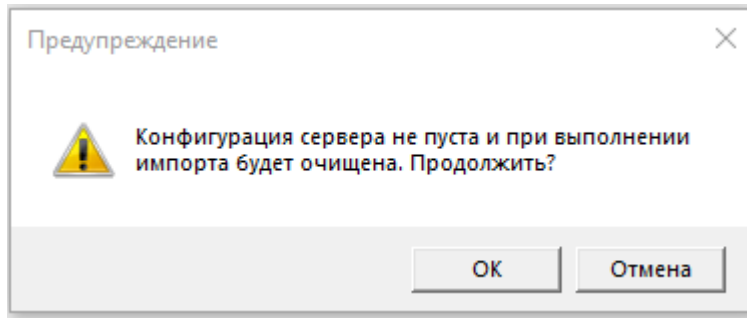 Предупреждение
Конфигурация сервера не пуста и при выполнении
импорта будет очищена. Продолжить?
ОК
Отмена